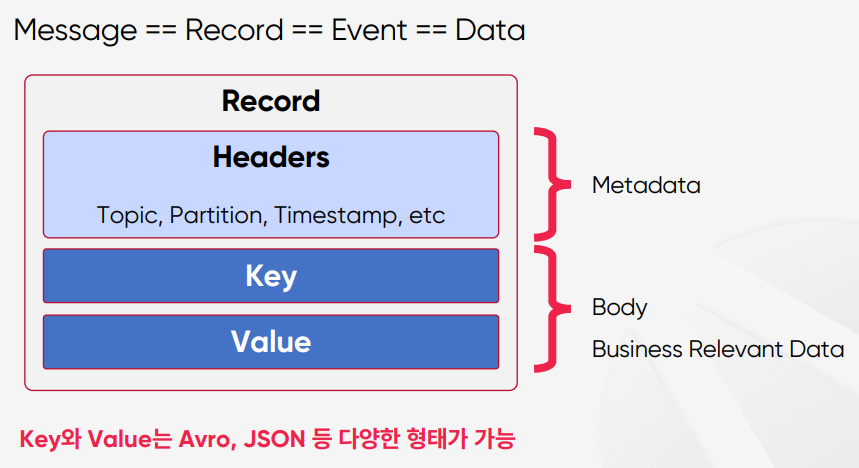 Message == Record == Event == Data
Record
Headers
Topic, Partition, Timestamp, etc
Metadata
Key
Value
Body
Business Relevant Data
Key와 Value는 Avro, JSON 등 다양한 형태가 가능